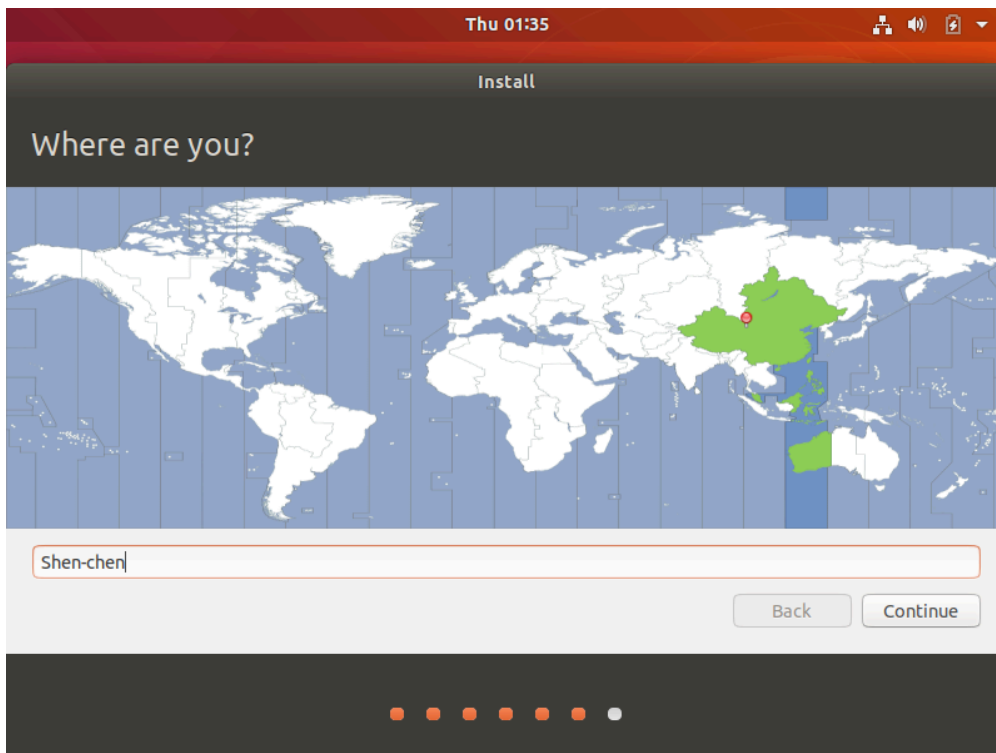 Thu 01:35
Install
Where are you?
Shen-chen
Back
Continue